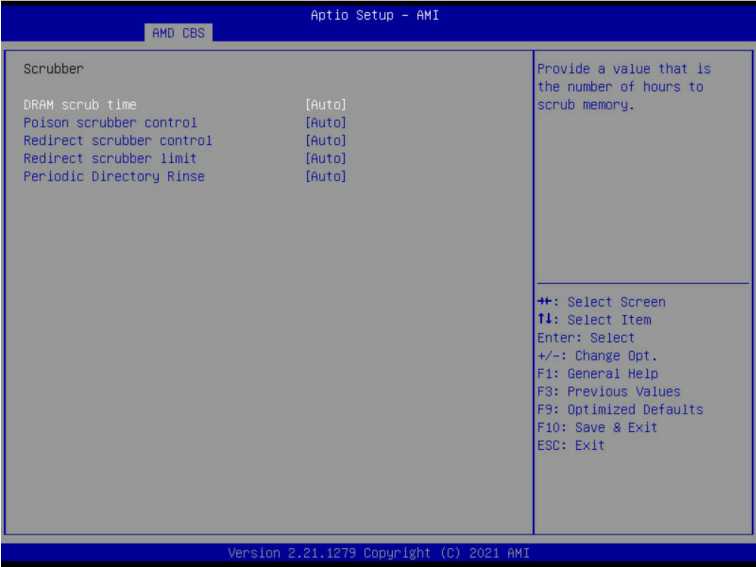 Aptio Setup - AMI
AMD CBS
Scrubber
DRAM scrub time [Auto]
Poison scrubber control [Auto]
Redirect scrubber control [Auto]
Redirect scrubber limit [Auto]
Periodic Directory Rinse [Auto]
Provide a value that is
the number of hours to
scrub memory.
→←: Select Screen
↑↓: Select Item
Enter: Select
+/-: Change Opt.
F1: General Help
F3: Previous Values
F9: Optimized Defaults
F10: Save & Exit
ESC: Exit
Version 2.21.1279 Copyright (C) 2021 AMI